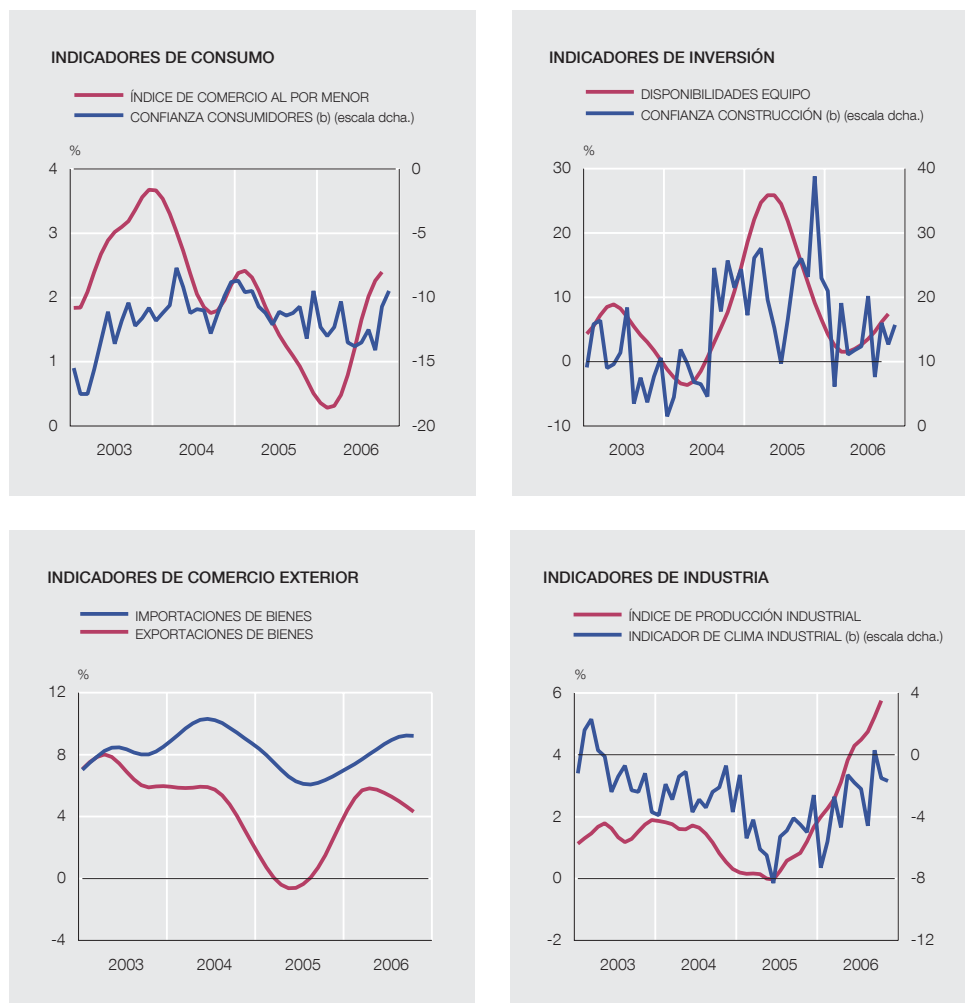 INDICADORES DE CONSUMO
ÍNDICE DE COMERCIO AL POR MENOR
CONFIANZA CONSUMIDORES (b) (escala dcha.)
%
4
3
2
1
0
0
-5
-10
-15
-20
2003 2004 2005 2006
INDICADORES DE INVERSIÓN
DISPONIBILIDADES EQUIPO
CONFIANZA CONSTRUCCIÓN (b) (escala dcha.)
%
30
20
10
0
-10
40
30
20
10
0
2003 2004 2005 2006
INDICADORES DE COMERCIO EXTERIOR
IMPORTACIONES DE BIENES
EXPORTACIONES DE BIENES
%
12
8
4
0
-4
2003 2004 2005 2006
INDICADORES DE INDUSTRIA
ÍNDICE DE PRODUCCIÓN INDUSTRIAL
INDICADOR DE CLIMA INDUSTRIAL (b) (escala dcha.)
%
6
4
2
0
-2
4
0
-4
-8
-12
2003 2004 2005 2006